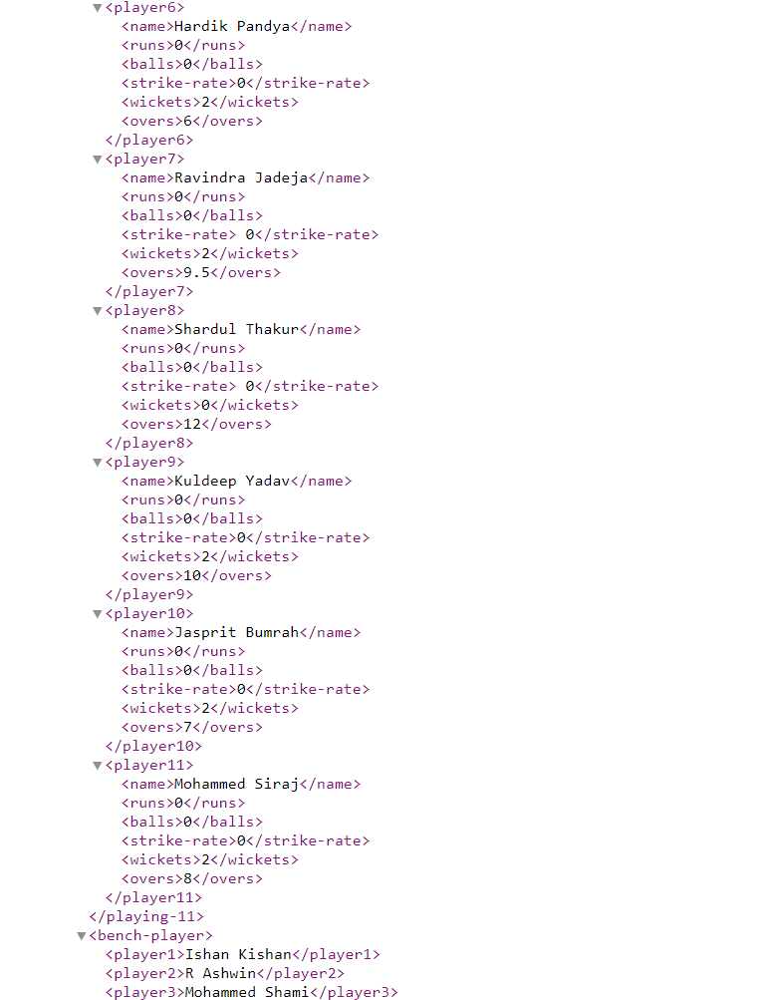 <player6>
<name>Hardik Pandya</name>
<runs>0</runs>
<balls>0</balls>
<strike-rate>0</strike-rate>
<wickets>2</wickets>
<overs>6</overs>
</player6>
<player7>
<name>Ravindra Jadeja</name>
<runs>0</runs>
<balls>0</balls>
<strike-rate> 0</strike-rate>
<wickets>2</wickets>
<overs>9.5</overs>
</player7>
<player8>
<name>Shardul Thakur</name>
<runs>0</runs>
<balls>0</balls>
<strike-rate> 0</strike-rate>
<wickets>0</wickets>
<overs>12</overs>
</player8>
<player9>
<name>Kuldeep Yadav</name>
<runs>0</runs>
<balls>0</balls>
<strike-rate>0</strike-rate>
<wickets>2</wickets>
<overs>10</overs>
</player9>
<player10>
<name>Jasprit Bumrah</name>
<runs>0</runs>
<balls>0</balls>
<strike-rate>0</strike-rate>
<wickets>2</wickets>
<overs>7</overs>
</player10>
<player11>
<name>Mohammed Siraj</name>
<runs>0</runs>
<balls>0</balls>
<strike-rate>0</strike-rate>
<wickets>2</wickets>
<overs>8</overs>
</player11>
</playing-11>
<bench-player>
<player1>Ishan Kishan</player1>
<player2>R Ashwin</player2>
<player3>Mohammed Shami</player3>